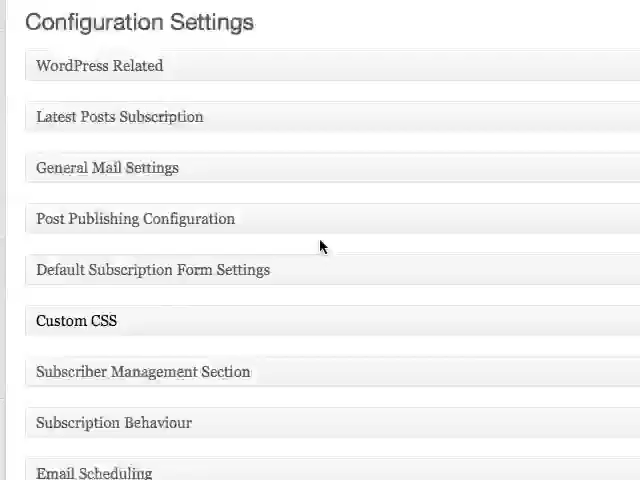 Configuration Settings
WordPress Related
Latest Posts Subscription
General Mail Settings
Post Publishing Configuration
Default Subscription Form Settings
Custom CSS
Subscriber Management Section
Subscription Behaviour
Email Scheduling